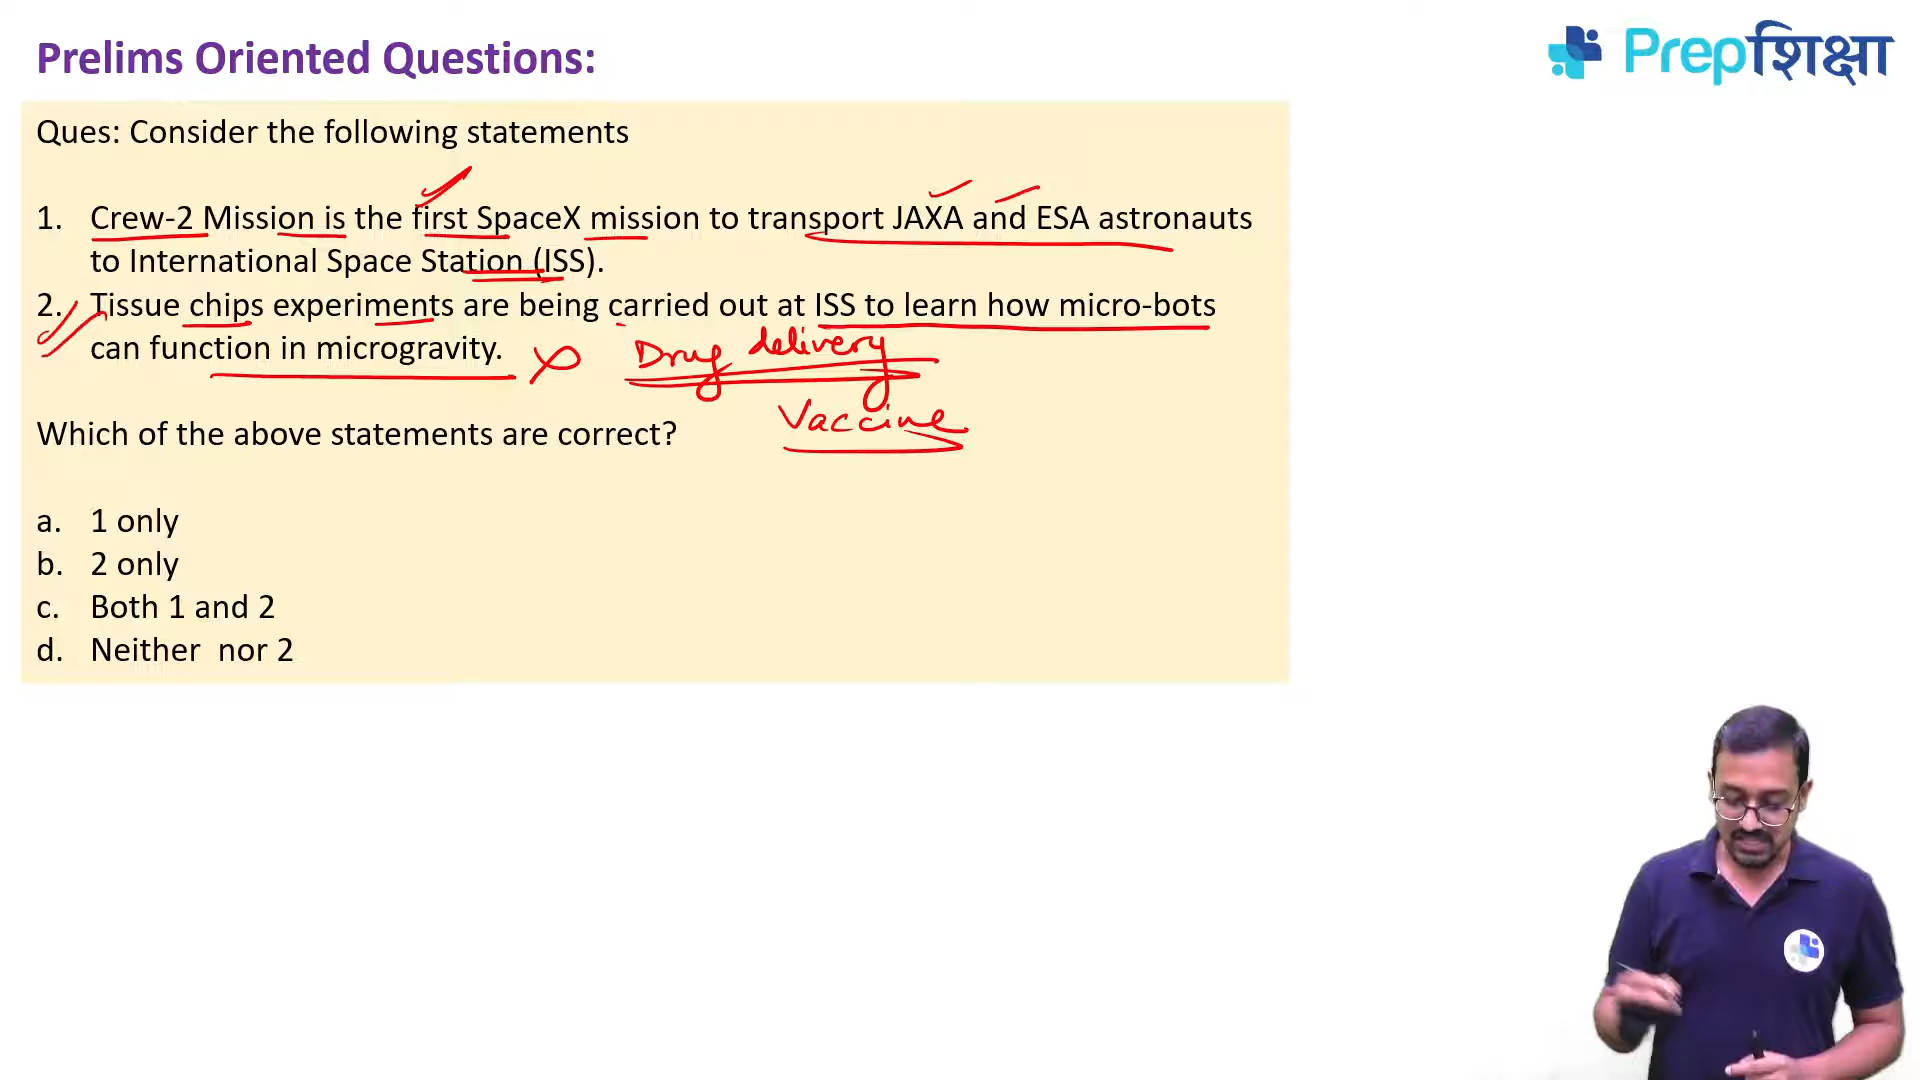 Prelims Oriented Questions:
Prepशिक्षा
Ques: Consider the following statements
1. Crew-2 Mission is the first SpaceX mission to transport JAXA and ESA astronauts
to International Space Station (ISS).
2. Tissue chips experiments are being carried out at ISS to learn how micro-bots
can function in microgravity.
Drug delivery
Vaccine
Which of the above statements are correct?
a. 1 only
b. 2 only
c. Both 1 and 2
d. Neither nor 2